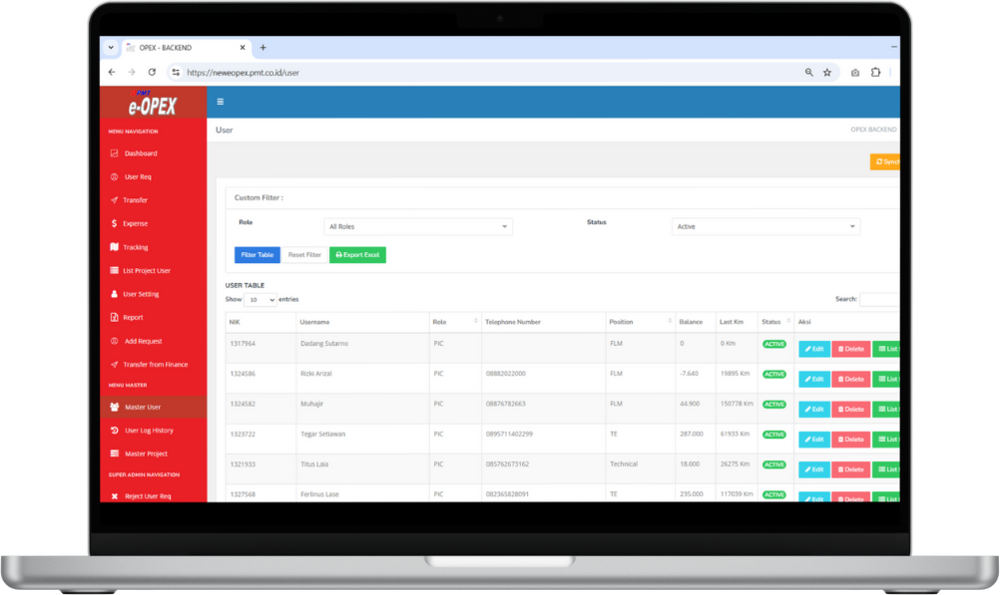 OPEX - BACKEND
https://neweopex.pmt.co.id/user
PMT
e-OPEX
MENU NAVIGATION
Dashboard
User Req
Transfer
Expense
Tracking
List Project User
User Setting
Report
Add Request
Transfer from Finance
MENU MASTER
Master User
User Log History
Master Project
SUPER ADMIN NAVIGATION
Reject User Req
User
OPEX BACKEND
Custom Filter :
Role All Roles Status Active
Filter Table Reset Filter Export Excel
USER TABLE
Show 10 entries Search:
NIK Username Role Telephone Number Position Balance Last Km Status Aksi
1317964 Dadang Sutarno PIC FLM 0 0 Km ACTIVE Edit Delete List
1324586 Rizki Arizal PIC 08882022000 FLM -7.640 19895 Km ACTIVE Edit Delete List
1324582 Muhajir PIC 08876782663 FLM 44.900 150778 Km ACTIVE Edit Delete List
1323722 Tegar Setiawan PIC 0895711402299 TE 287.000 61933 Km ACTIVE Edit Delete List
1321933 Titus Laia PIC 085762673162 Technical 18.000 26275 Km ACTIVE Edit Delete List
1327568 Ferlinus Lase PIC 082365828091 TE 235.000 117039 Km ACTIVE Edit Delete List